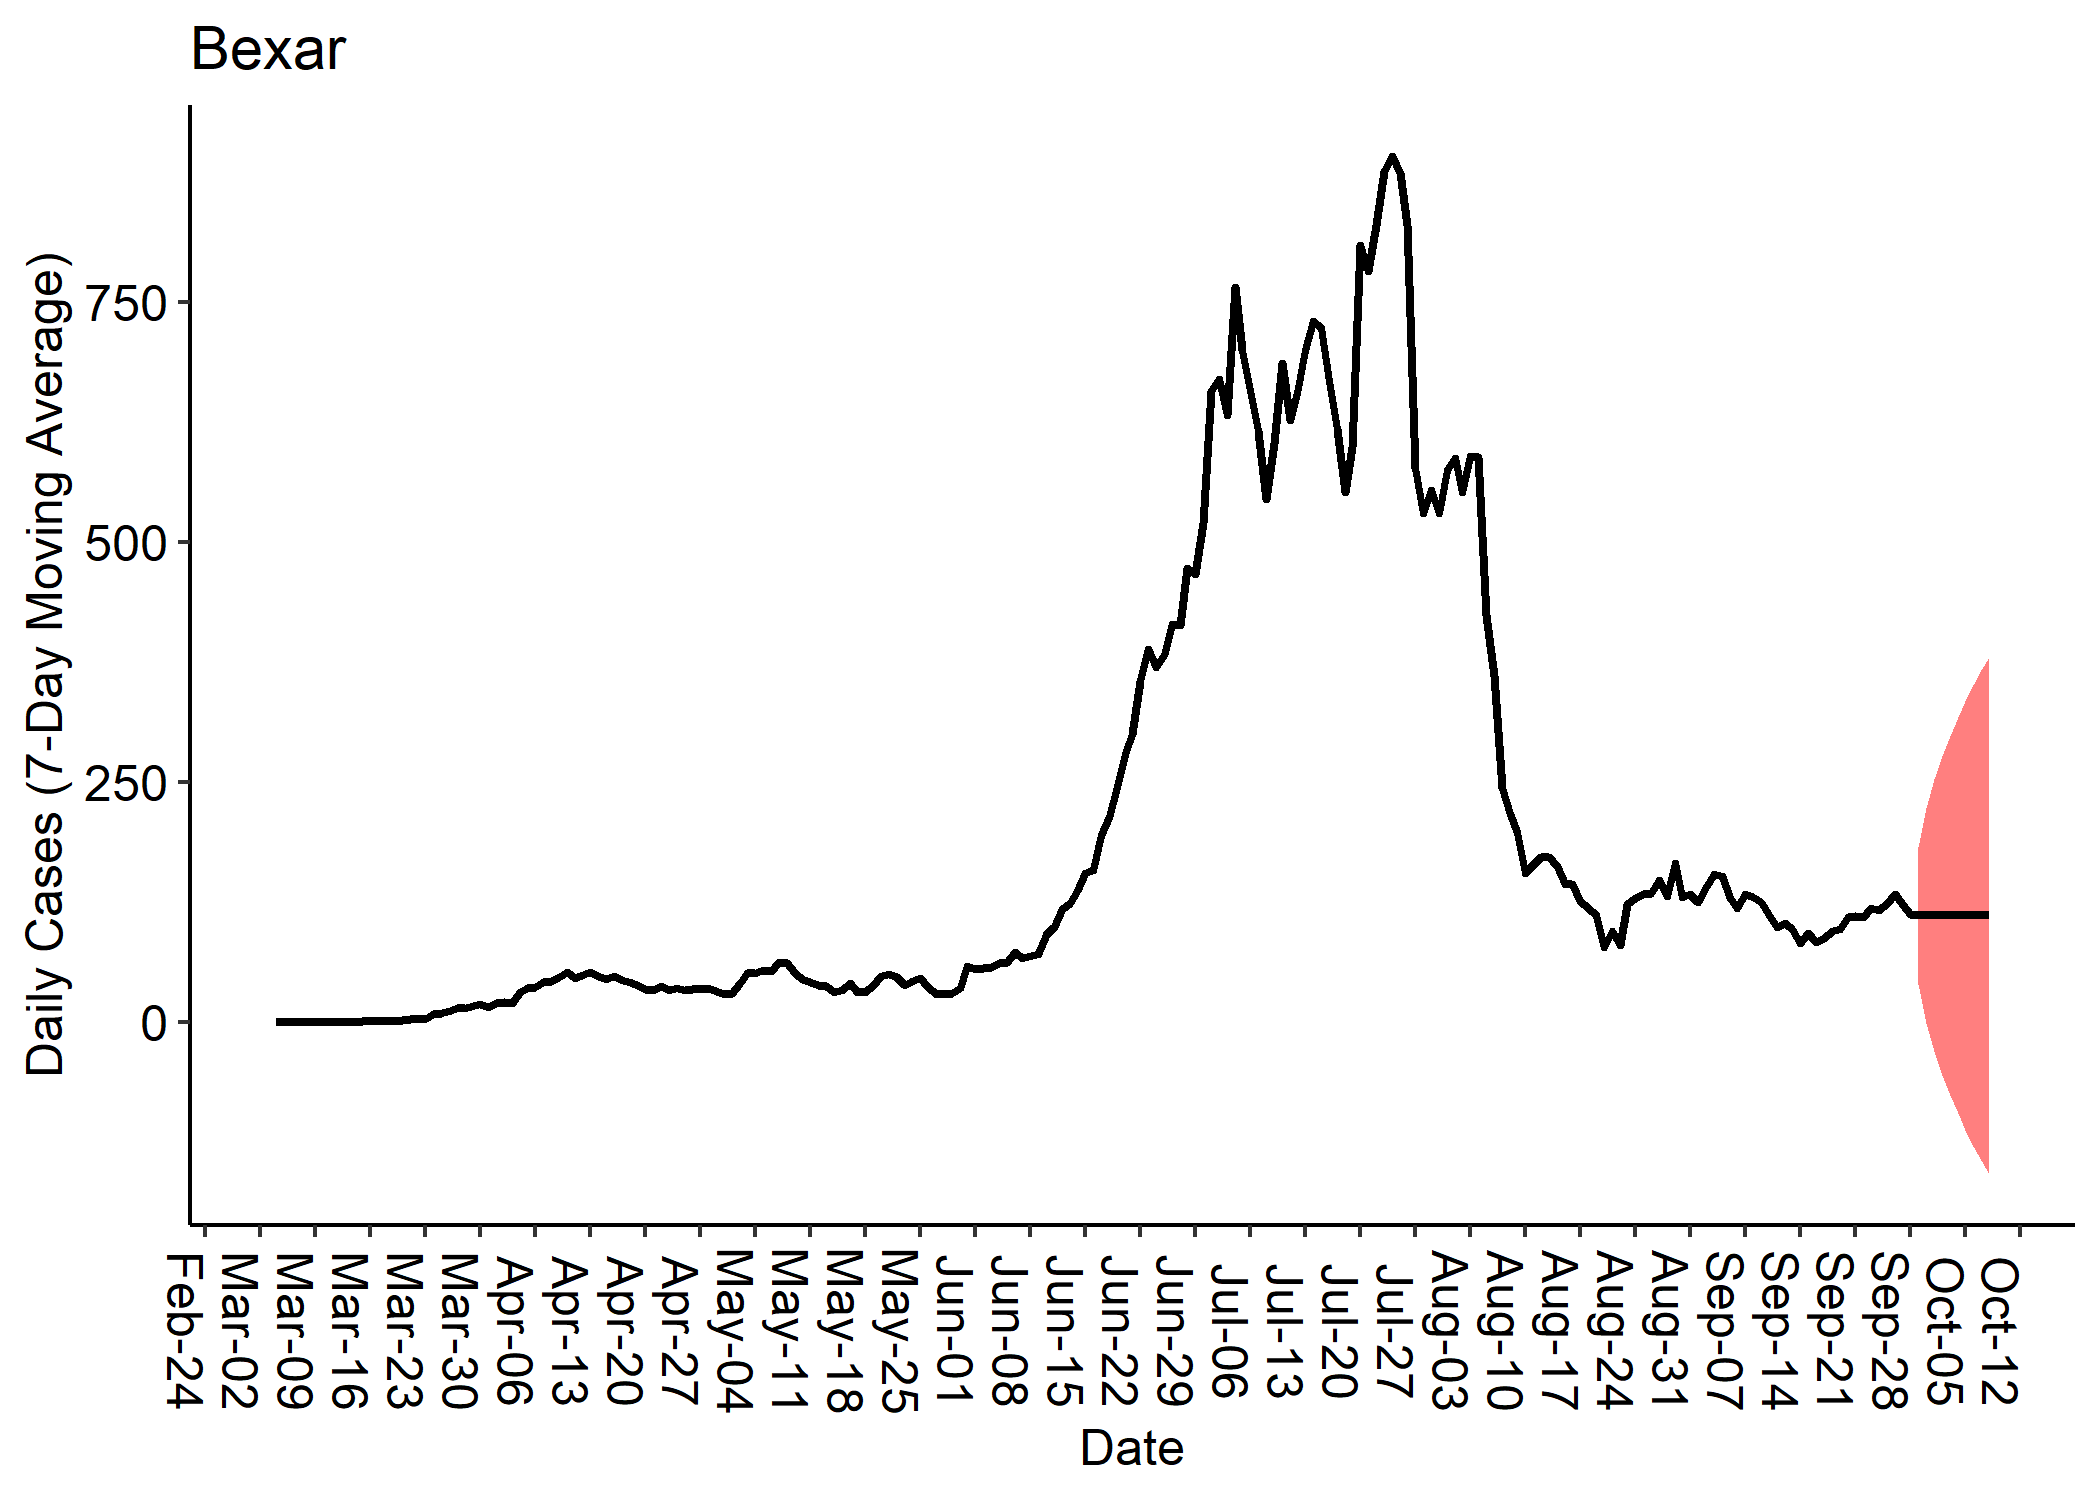 Bexar
Daily Cases (7-Day Moving Average)
750
500
250
0
Feb-24
Mar-02
Mar-09
Mar-16
Mar-23
Mar-30
Apr-06
Apr-13
Apr-20
Apr-27
May-04
May-11
May-18
May-25
Jun-01
Jun-08
Jun-15
Jun-22
Jun-29
Jul-06
Jul-13
Jul-20
Jul-27
Aug-03
Aug-10
Aug-17
Aug-24
Aug-31
Sep-07
Sep-14
Sep-21
Sep-28
Oct-05
Oct-12
Date